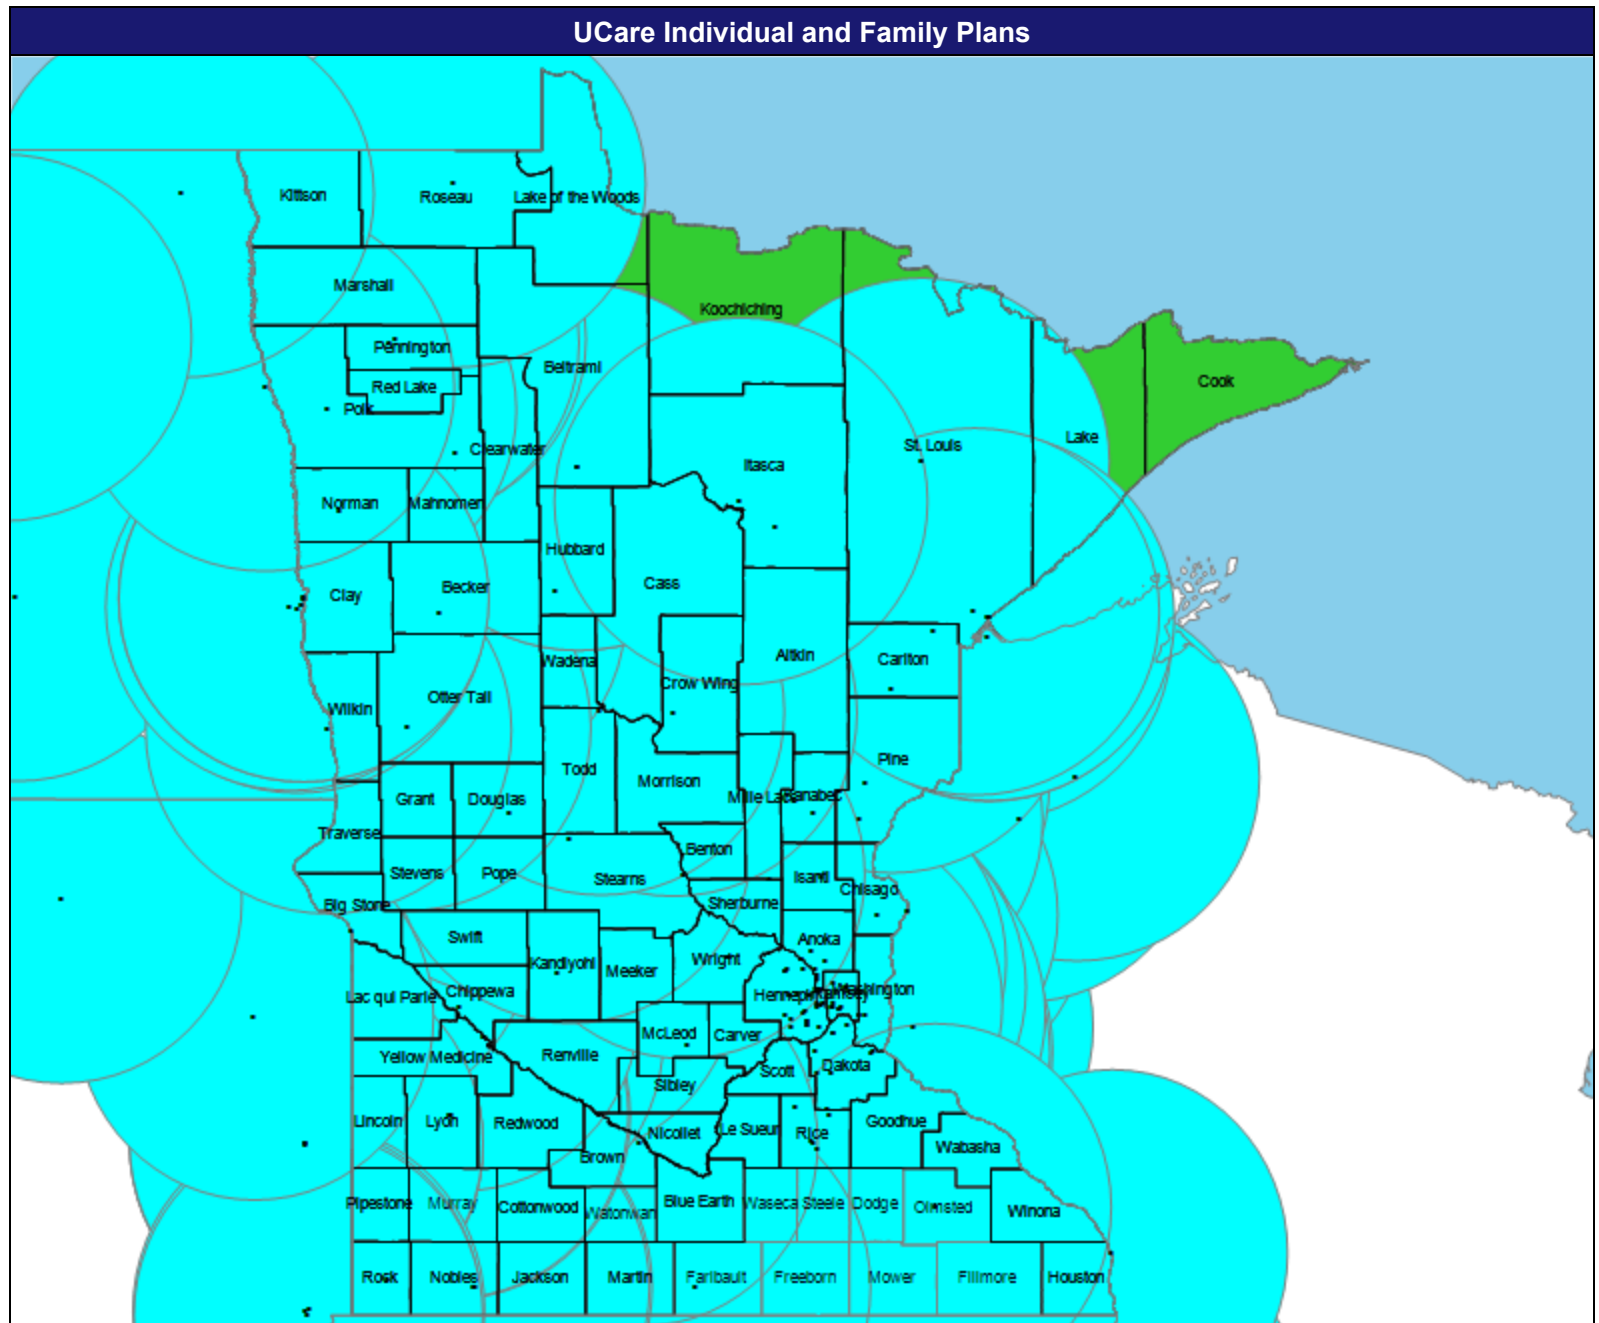 UCare Individual and Family Plans
Kittson
Roseau
Lake of the Woods
Marshall
Koochiching
Pennington
Beltrami
Red Lake
Cook
Polk
Lake
St. Louis
Clearwater
Itasca
Norman
Mahnomen
Hubbard
Cass
Becker
Clay
Aitkin
Carlton
Wadena
Crow Wing
Otter Tail
Wilkin
Pine
Todd
Morrison
Grant
Douglas
Mille Lacs
Kanabec
Traverse
Benton
Stevens
Pope
Stearns
Isanti
Chisago
Big Stone
Sherburne
Swift
Anoka
Wright
Kandiyohi
Meeker
Chippewa
Lac qui Parle
Hennepin
Ramsey
Washington
McLeod
Carver
Yellow Medicine
Renville
Dakota
Scott
Sibley
Lincoln
Lyon
Redwood
Goodhue
Le Sueur
Nicollet
Rice
Wabasha
Brown
Pipestone
Murray
Cottonwood
Watonwan
Blue Earth
Waseca
Steele
Dodge
Olmsted
Winona
Rock
Nobles
Jackson
Martin
Faribault
Freeborn
Mower
Fillmore
Houston